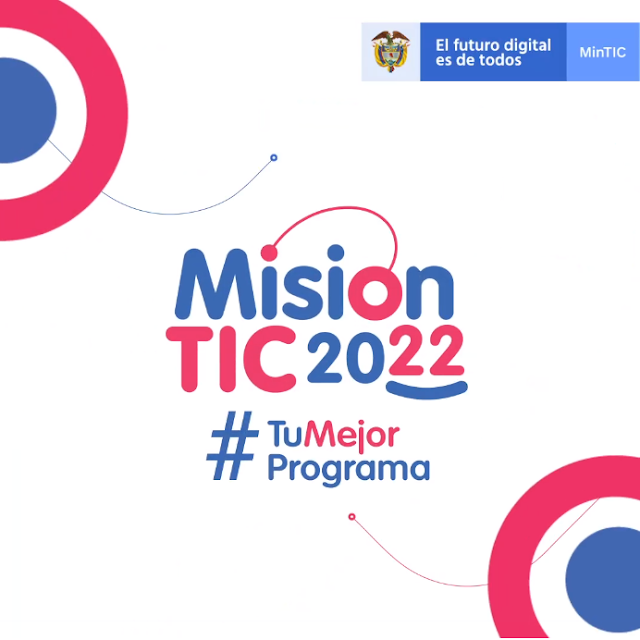 El futuro digital
es de todos
MinTIC
Mision
TIC 2022
#TuMejor
Programa